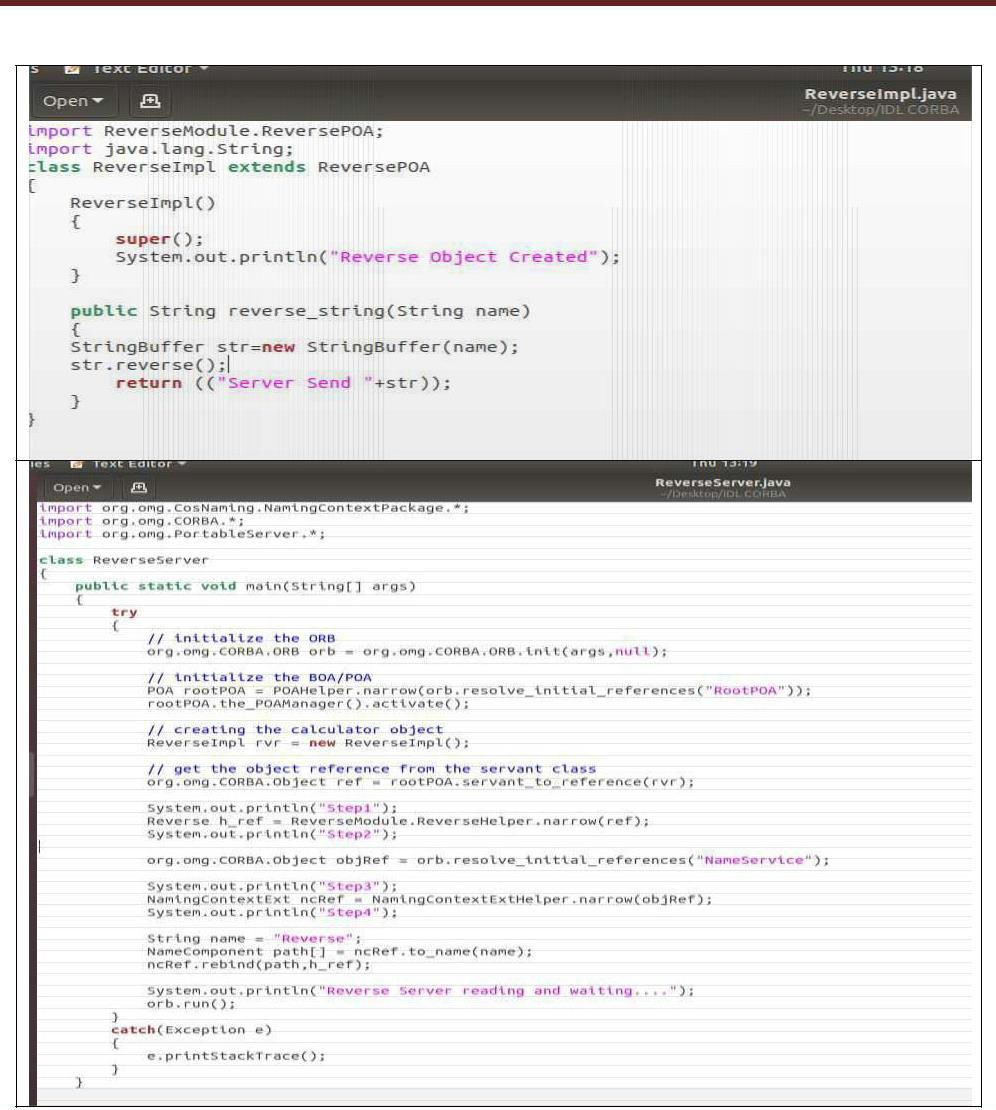 Text Editor
Open
ReverseImpl.java
~/Desktop/IDL CORBA
import ReverseModule.ReversePOA;
import java.lang.String;
class ReverseImpl extends ReversePOA
{
ReverseImpl()
{
super();
System.out.println("Reverse Object Created");
}
public String reverse_string(String name)
{
StringBuffer str=new StringBuffer(name);
str.reverse();
return (("Server Send "+str));
}
}
Text Editor
Thu 13:19
Open
ReverseServer.java
~/Desktop/IDL CORBA
import org.omg.CosNaming.NamingContextPackage.*;
import org.omg.CORBA.*;
import org.omg.PortableServer.*;
class ReverseServer
{
public static void main(String[] args)
{
try
{
// initialize the ORB
org.omg.CORBA.ORB orb = org.omg.CORBA.ORB.init(args,null);
// initialize the BOA/POA
POA rootPOA = POAHelper.narrow(orb.resolve_initial_references("RootPOA"));
rootPOA.the_POAManager().activate();
// creating the calculator object
ReverseImpl rvr = new ReverseImpl();
// get the object reference from the servant class
org.omg.CORBA.Object ref = rootPOA.servant_to_reference(rvr);
System.out.println("Step1");
Reverse h_ref = ReverseModule.ReverseHelper.narrow(ref);
System.out.println("Step2");
org.omg.CORBA.Object objRef = orb.resolve_initial_references("NameService");
System.out.println("Step3");
NamingContextExt ncRef = NamingContextExtHelper.narrow(objRef);
System.out.println("Step4");
String name = "Reverse";
NameComponent path[] = ncRef.to_name(name);
ncRef.rebind(path,h_ref);
System.out.println("Reverse Server reading and waiting....");
orb.run();
}
catch(Exception e)
{
e.printStackTrace();
}
}